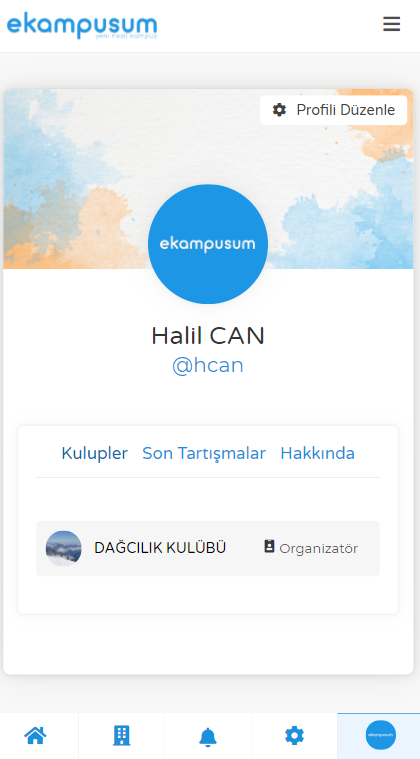 ekampusum
yeni nesil kampüs
Profili Düzenle
ekampusum
Halil CAN
@hcan
Kulupler Son Tartışmalar Hakkında
DAĞCILIK KULÜBÜ Organizatör
ekampusum